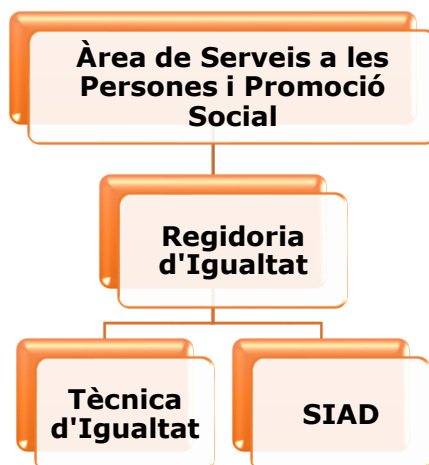 Àrea de Serveis a les
Persones i Promoció
Social
Regidoria
d'Igualtat
Tècnica
d'Igualtat
SIAD